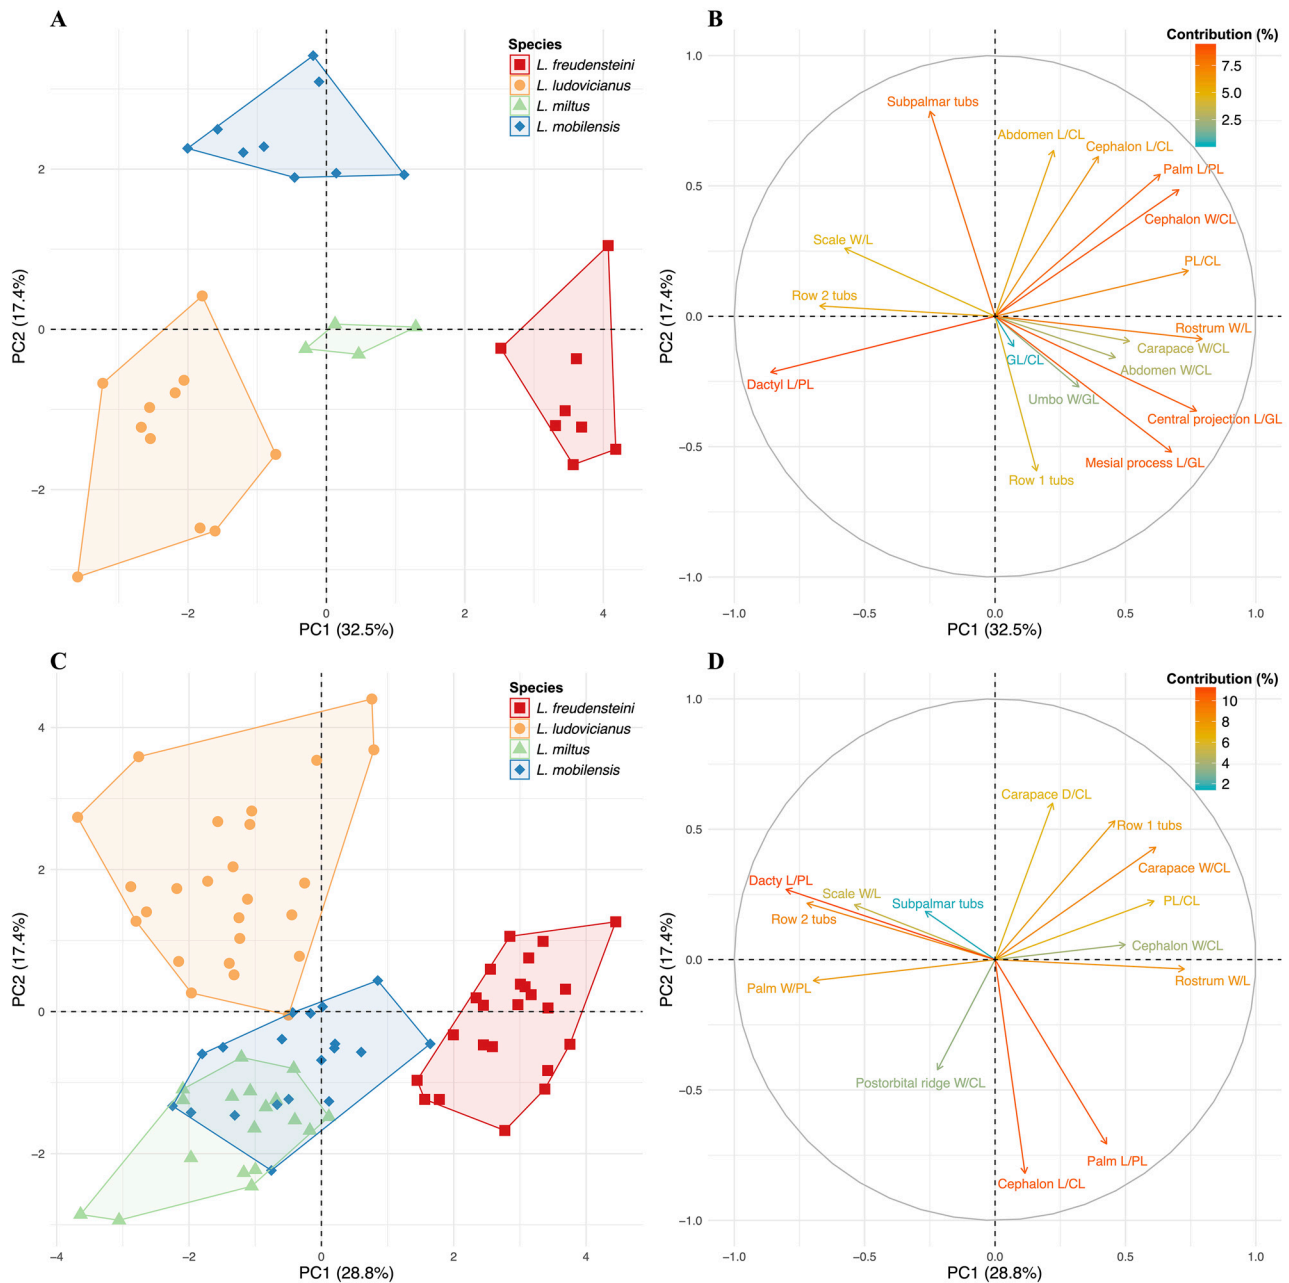 A
Species
L. freudensteini
L. ludovicianus
L. miltus
L. mobilensis
2
0
−2
PC2 (17.4%)
−2
0
2
4
PC1 (32.5%)
B
Contribution (%)
7.5
5.0
2.5
1.0
0.5
0.0
−0.5
−1.0
PC2 (17.4%)
Subpalmar tubs
Abdomen L/CL
Cephalon L/CL
Palm L/PL
Cephalon W/CL
Scale W/L
PL/CL
Row 2 tubs
Rostrum W/L
Carapace W/CL
GL/CL
Abdomen W/CL
Dactyl L/PL
Umbo W/GL
Central projection L/GL
Mesial process L/GL
Row 1 tubs
−1.0
−0.5
0.0
0.5
1.0
PC1 (32.5%)
C
Species
L. freudensteini
L. ludovicianus
L. miltus
L. mobilensis
4
2
0
−2
PC2 (17.4%)
−4
−2
0
2
4
PC1 (28.8%)
D
Contribution (%)
10
8
6
4
2
1.0
0.5
0.0
−0.5
−1.0
PC2 (17.4%)
Carapace D/CL
Row 1 tubs
Carapace W/CL
Dacty L/PL
Scale W/L
Subpalmar tubs
PL/CL
Row 2 tubs
Cephalon W/CL
Palm W/PL
Rostrum W/L
Postorbital ridge W/CL
Palm L/PL
Cephalon L/CL
−1.0
−0.5
0.0
0.5
1.0
PC1 (28.8%)